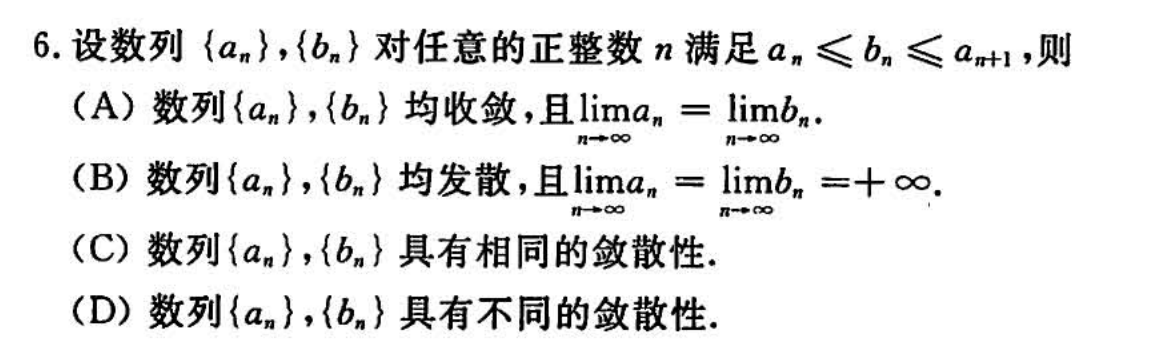 6. 设数列 {aₙ},{bₙ} 对任意的正整数 n 满足 aₙ ⩽ bₙ ⩽ aₙ₊₁,则
(A) 数列{aₙ},{bₙ} 均收敛,且 lim_{n→∞} aₙ = lim_{n→∞} bₙ.
(B) 数列{aₙ},{bₙ} 均发散,且 lim_{n→∞} aₙ = lim_{n→∞} bₙ =+∞.
(C) 数列{aₙ},{bₙ} 具有相同的敛散性.
(D) 数列{aₙ},{bₙ} 具有不同的敛散性.